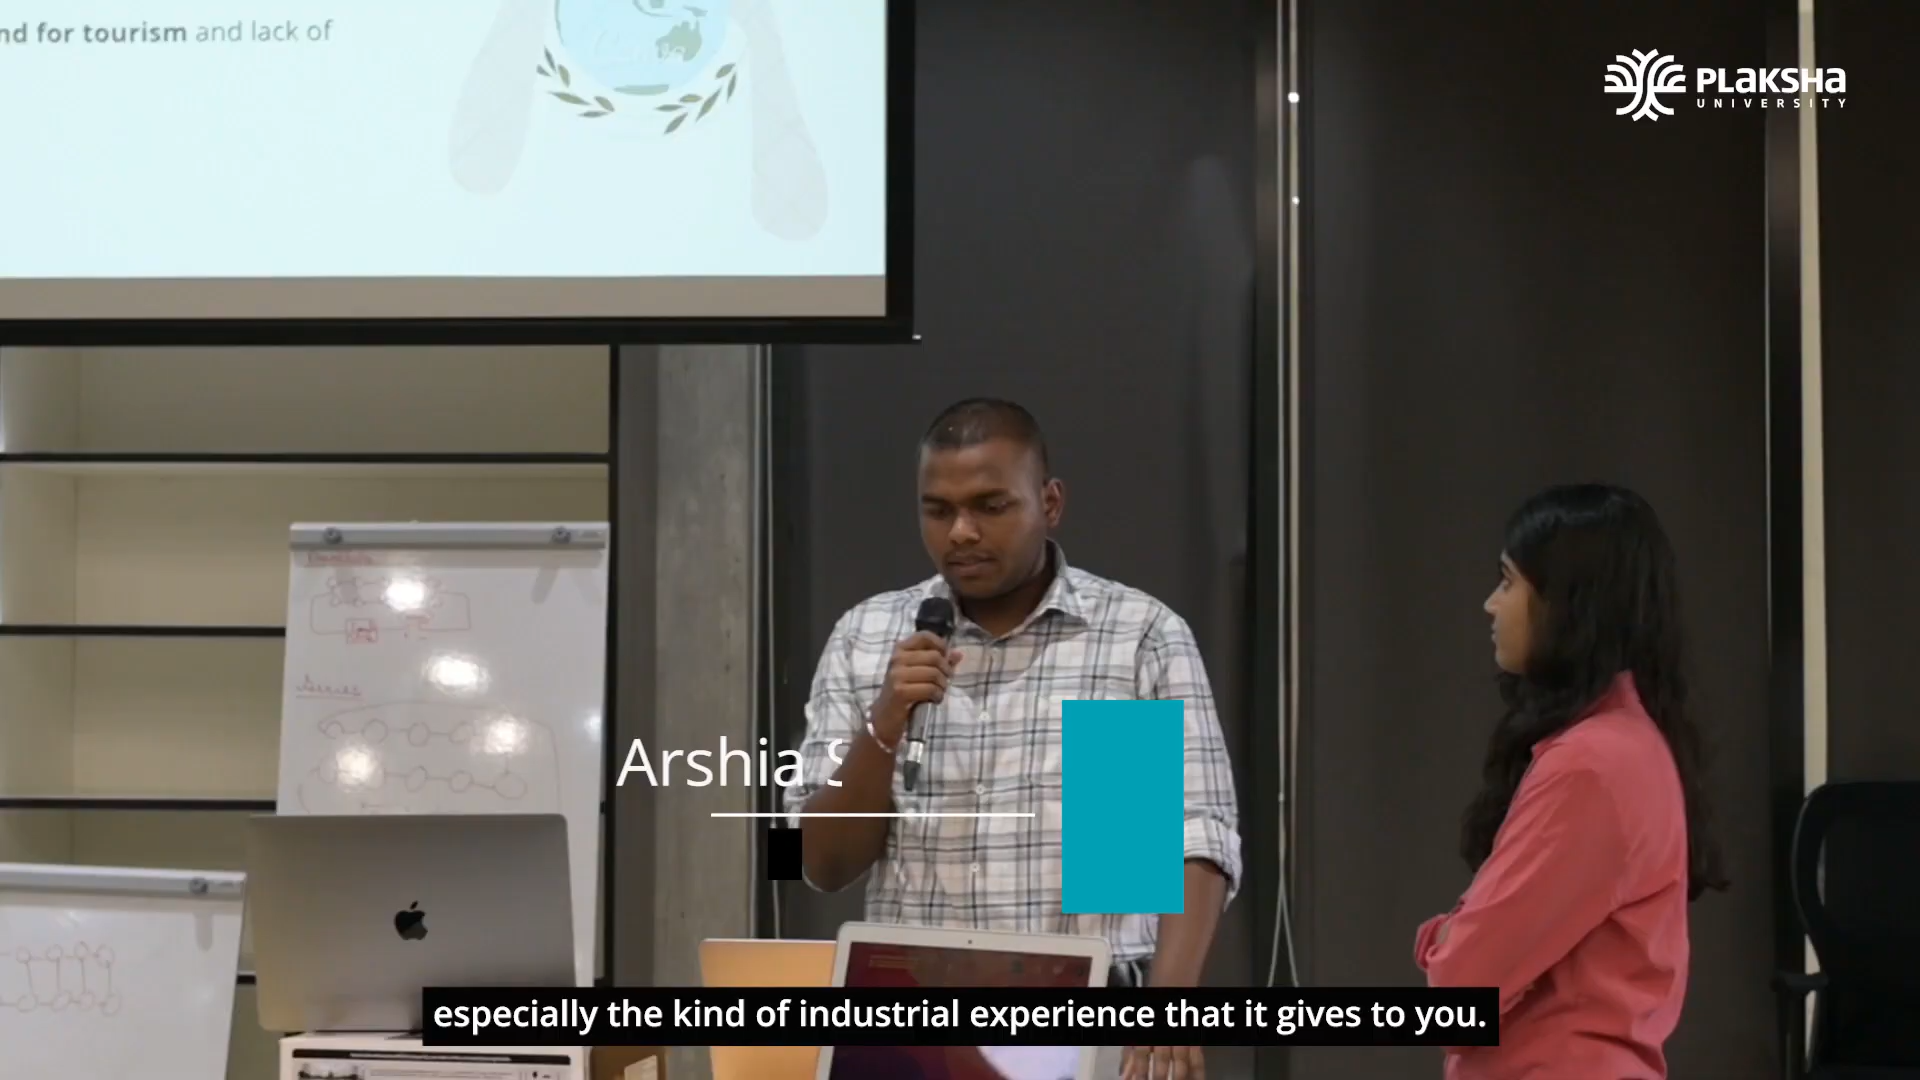 nd for tourism and lack of
PLAKSHA
UNIVERSITY
Series
Arshia S
especially the kind of industrial experience that it gives to you.